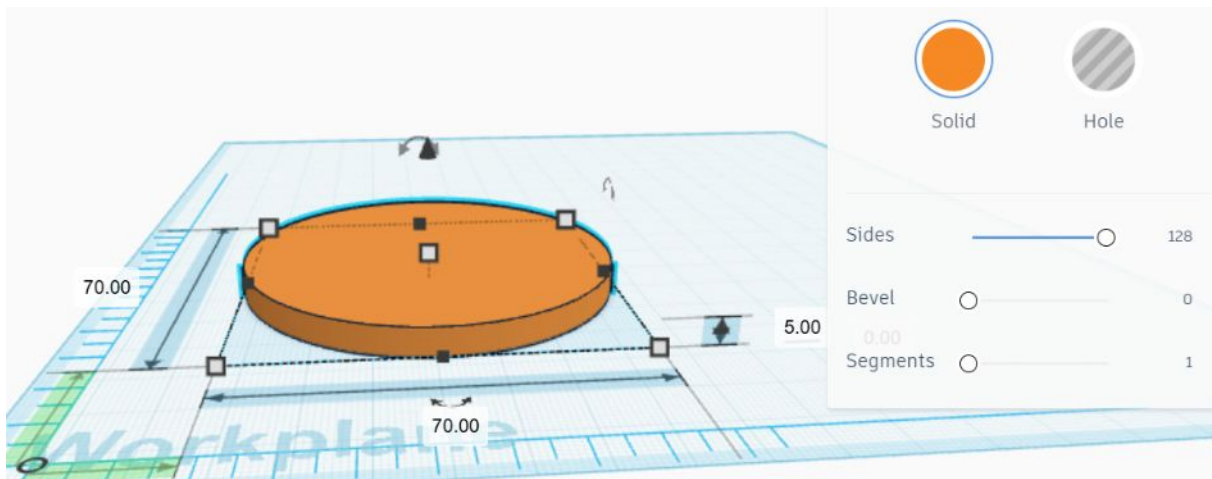 Solid
Hole
Sides
128
Bevel
0
Segments
1
70.00
5.00
0.00
70.00
Workplane